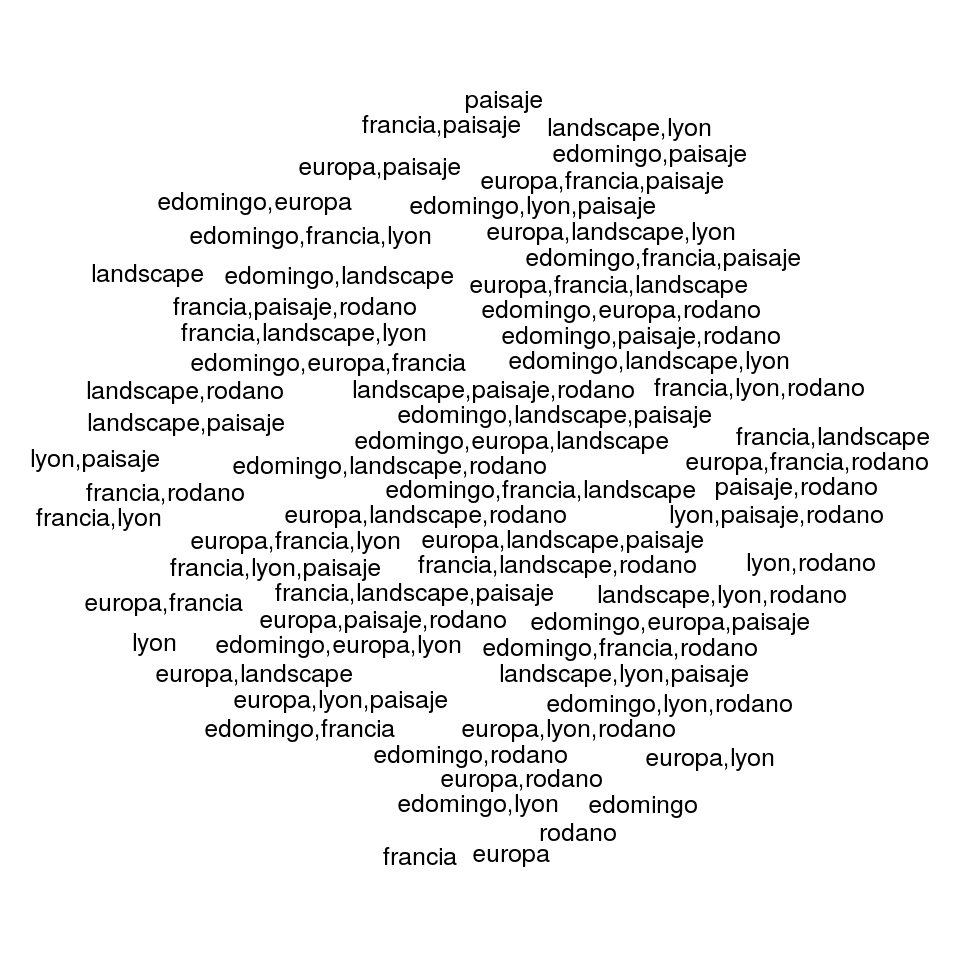 paisaje
francia,paisaje
landscape,lyon
edomingo,paisaje
europa,paisaje
europa,francia,paisaje
edomingo,europa
edomingo,lyon,paisaje
edomingo,francia,lyon
europa,landscape,lyon
edomingo,francia,paisaje
landscape
edomingo,landscape
europa,francia,landscape
francia,paisaje,rodano
edomingo,europa,rodano
francia,landscape,lyon
edomingo,paisaje,rodano
edomingo,europa,francia
edomingo,landscape,lyon
landscape,rodano
landscape,paisaje,rodano
francia,lyon,rodano
landscape,paisaje
edomingo,landscape,paisaje
edomingo,europa,landscape
francia,landscape
lyon,paisaje
edomingo,landscape,rodano
europa,francia,rodano
francia,rodano
edomingo,francia,landscape
paisaje,rodano
francia,lyon
europa,landscape,rodano
lyon,paisaje,rodano
europa,francia,lyon
europa,landscape,paisaje
francia,lyon,paisaje
francia,landscape,rodano
lyon,rodano
europa,francia
francia,landscape,paisaje
landscape,lyon,rodano
europa,paisaje,rodano
edomingo,europa,paisaje
lyon
edomingo,europa,lyon
edomingo,francia,rodano
europa,landscape
landscape,lyon,paisaje
europa,lyon,paisaje
edomingo,lyon,rodano
edomingo,francia
europa,lyon,rodano
edomingo,rodano
europa,lyon
europa,rodano
edomingo,lyon
edomingo
rodano
francia
europa